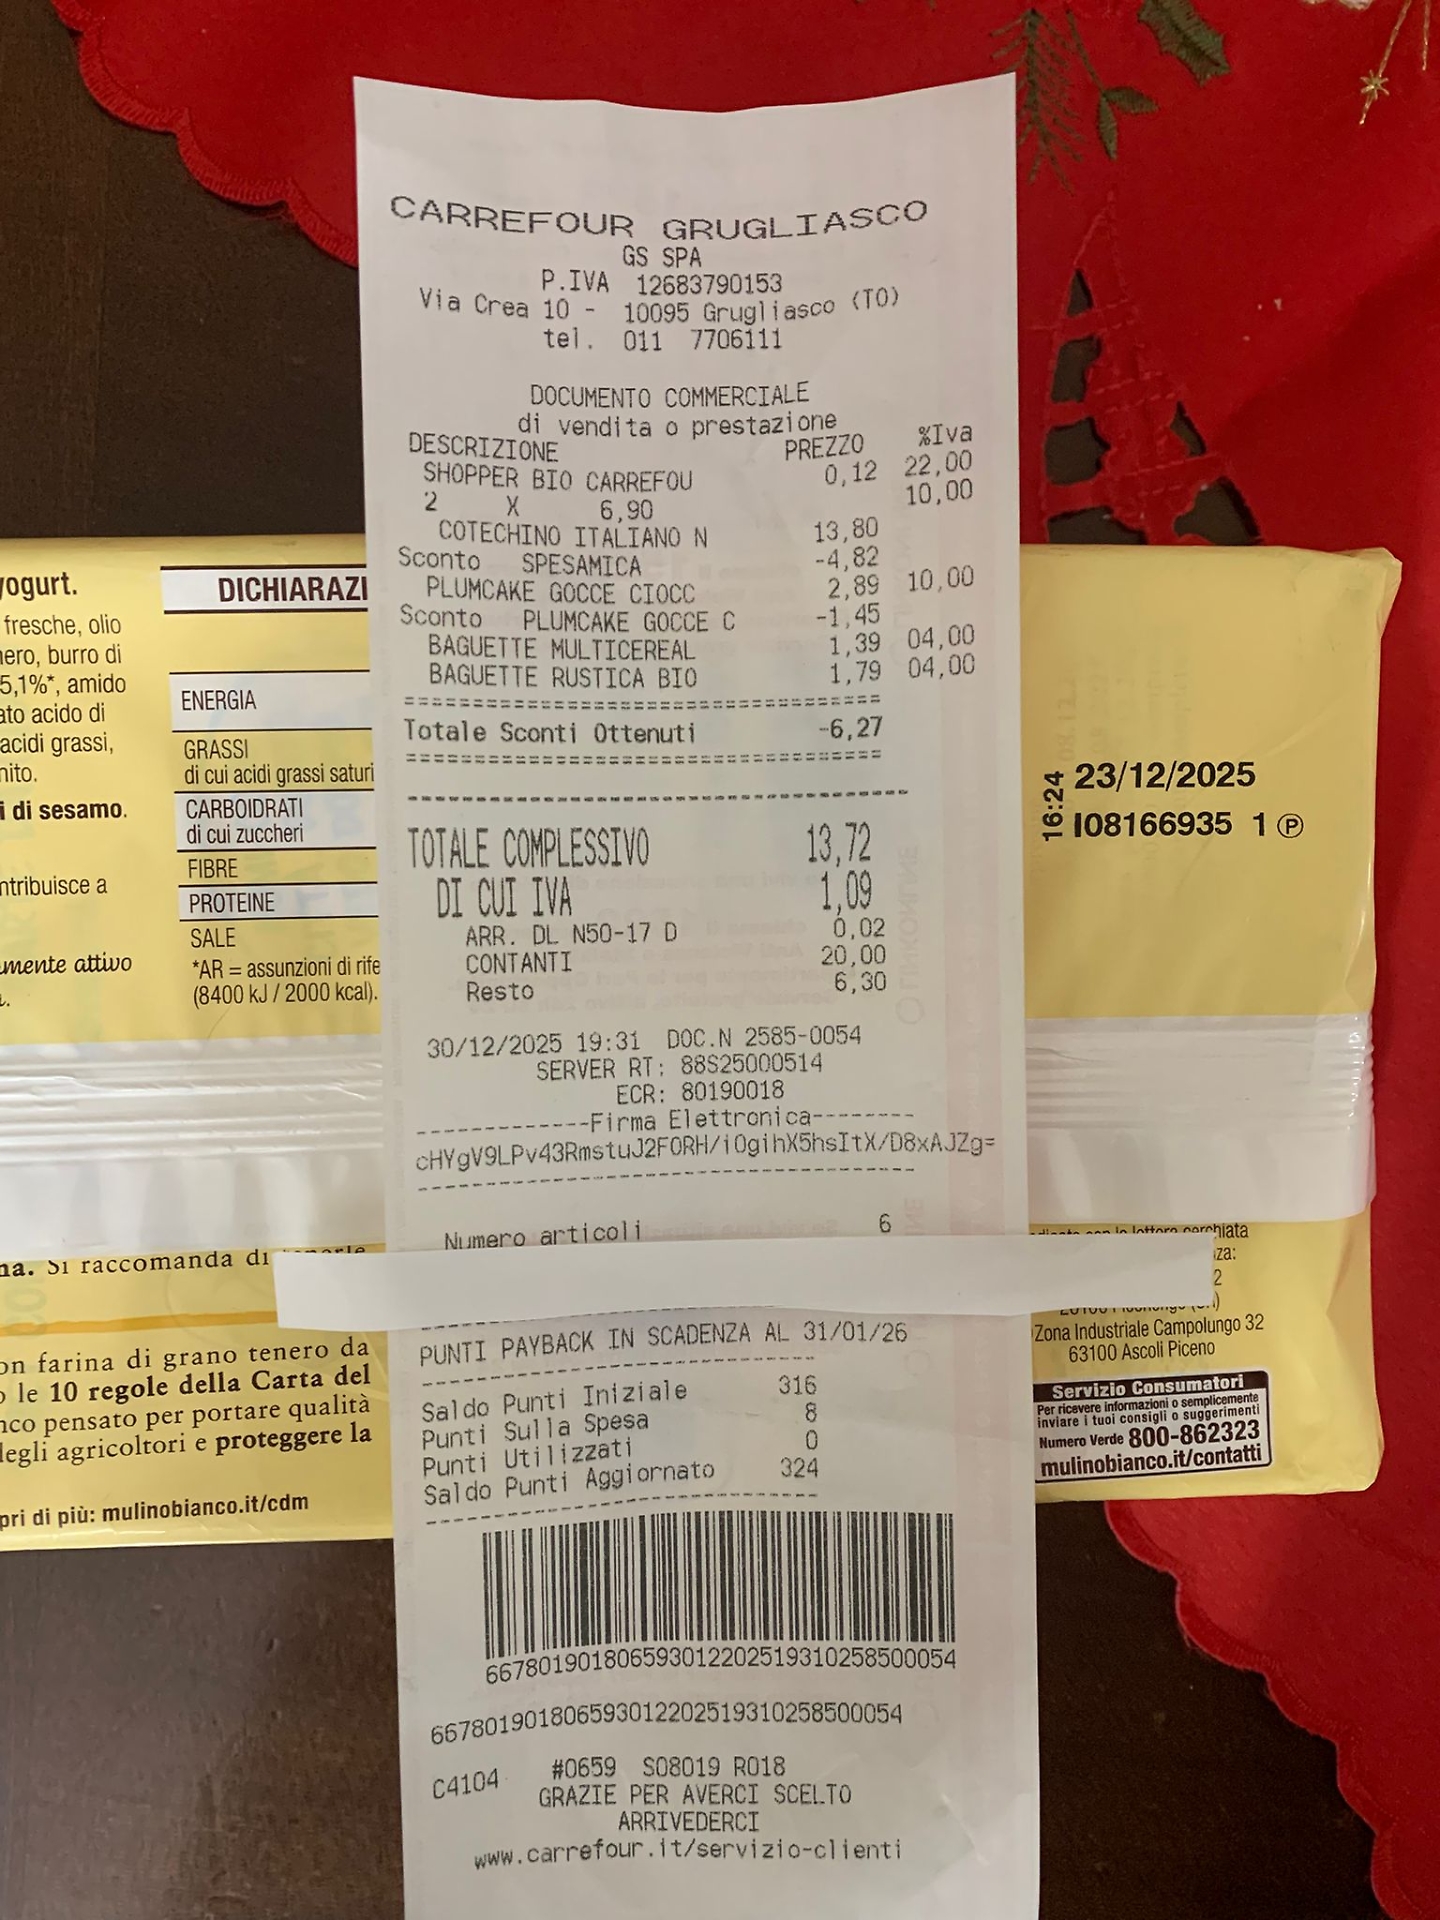 CARREFOUR GRUGLIASCO
GS SPA
P.IVA 12683790153
Via Crea 10 - 10095 Grugliasco (TO)
tel. 011 7706111
DOCUMENTO COMMERCIALE
di vendita o prestazione
DESCRIZIONE PREZZO %Iva
SHOPPER BIO CARREFOU 0,12 22,00
2 X 6,90 10,00
COTECHINO ITALIANO N 13,80
Sconto SPESAMICA -4,82
PLUMCAKE GOCCE CIOCC 2,89 10,00
Sconto PLUMCAKE GOCCE C -1,45
BAGUETTE MULTICEREAL 1,39 04,00
BAGUETTE RUSTICA BIO 1,79 04,00
Totale Sconti Ottenuti -6,27
TOTALE COMPLESSIVO 13,72
DI CUI IVA 1,09
ARR. DL N50-17 D 0,02
CONTANTI 20,00
Resto 6,30
30/12/2025 19:31 DOC.N 2585-0054
SERVER RT: 88S25000514
ECR: 80190018
------------Firma Elettronica--------
cHYgV9LPv43RmstuJ2FORH/iOgihX5hsItX/D8xAJZg=
Numero articoli 6
PUNTI PAYBACK IN SCADENZA AL 31/01/26
Saldo Punti Iniziale 316
Punti Sulla Spesa 8
Punti Utilizzati 0
Saldo Punti Aggiornato 324
667801901806593012202519310258500054
667801901806593012202519310258500054
C4104 #0659 S08019 R018
GRAZIE PER AVERCI SCELTO
ARRIVEDERCI
www.carrefour.it/servizio-clienti
yogurt.
fresche, olio
nero, burro di
5,1%*, amido
ato acido di
acidi grassi,
nito.
i di sesamo.
ntribuisce a
mente attivo
DICHIARAZI
ENERGIA
GRASSI
di cui acidi grassi saturi
CARBOIDRATI
di cui zuccheri
FIBRE
PROTEINE
SALE
*AR = assunzioni di rife
(8400 kJ / 2000 kcal).
na. Si raccomanda di tenerle
on farina di grano tenero da
o le 10 regole della Carta del
nco pensato per portare qualità
degli agricoltori e proteggere la
pri di più: mulinobianco.it/cdm
16:24 23/12/2025
I08166935 1 P
lettera cerchiata
za:
2
Zona Industriale Campolungo 32
63100 Ascoli Piceno
Servizio Consumatori
Per ricevere informazioni o semplicemente
inviare i tuoi consigli o suggerimenti
Numero Verde 800-862323
mulinobianco.it/contatti